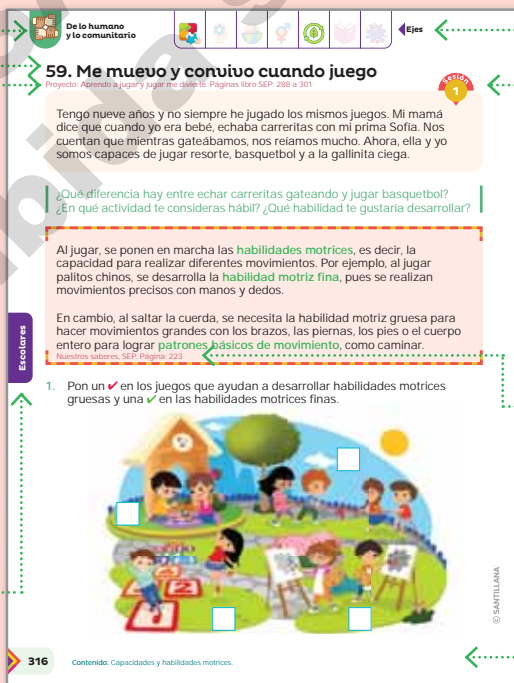 De lo humano
y lo comunitario
Ejes
59. Me muevo y convivo cuando juego
Proyecto: Aprendo a jugar y jugar me divierte. Páginas libro SEP: 288 a 301
Sesión
1
Tengo nueve años y no siempre he jugado los mismos juegos. Mi mamá
dice que cuando yo era bebé, echaba carreritas con mi prima Sofía. Nos
cuentan que mientras gateábamos, nos reíamos mucho. Ahora, ella y yo
somos capaces de jugar resorte, basquetbol y a la gallinita ciega.
¿Qué diferencia hay entre echar carreritas gateando y jugar basquetbol?
¿En qué actividad te consideras hábil? ¿Qué habilidad te gustaría desarrollar?
Al jugar, se ponen en marcha las habilidades motrices, es decir, la
capacidad para realizar diferentes movimientos. Por ejemplo, al jugar
palitos chinos, se desarrolla la habilidad motriz fina, pues se realizan
movimientos precisos con manos y dedos.
En cambio, al saltar la cuerda, se necesita la habilidad motriz gruesa para
hacer movimientos grandes con los brazos, las piernas, los pies o el cuerpo
entero para lograr patrones básicos de movimiento, como caminar.
Nuestros saberes, SEP. Página: 223
Escolares
1. Pon un ✔ en los juegos que ayudan a desarrollar habilidades motrices
gruesas y una ✔ en las habilidades motrices finas.
© SANTILLANA
316
Contenido: Capacidades y habilidades motrices.